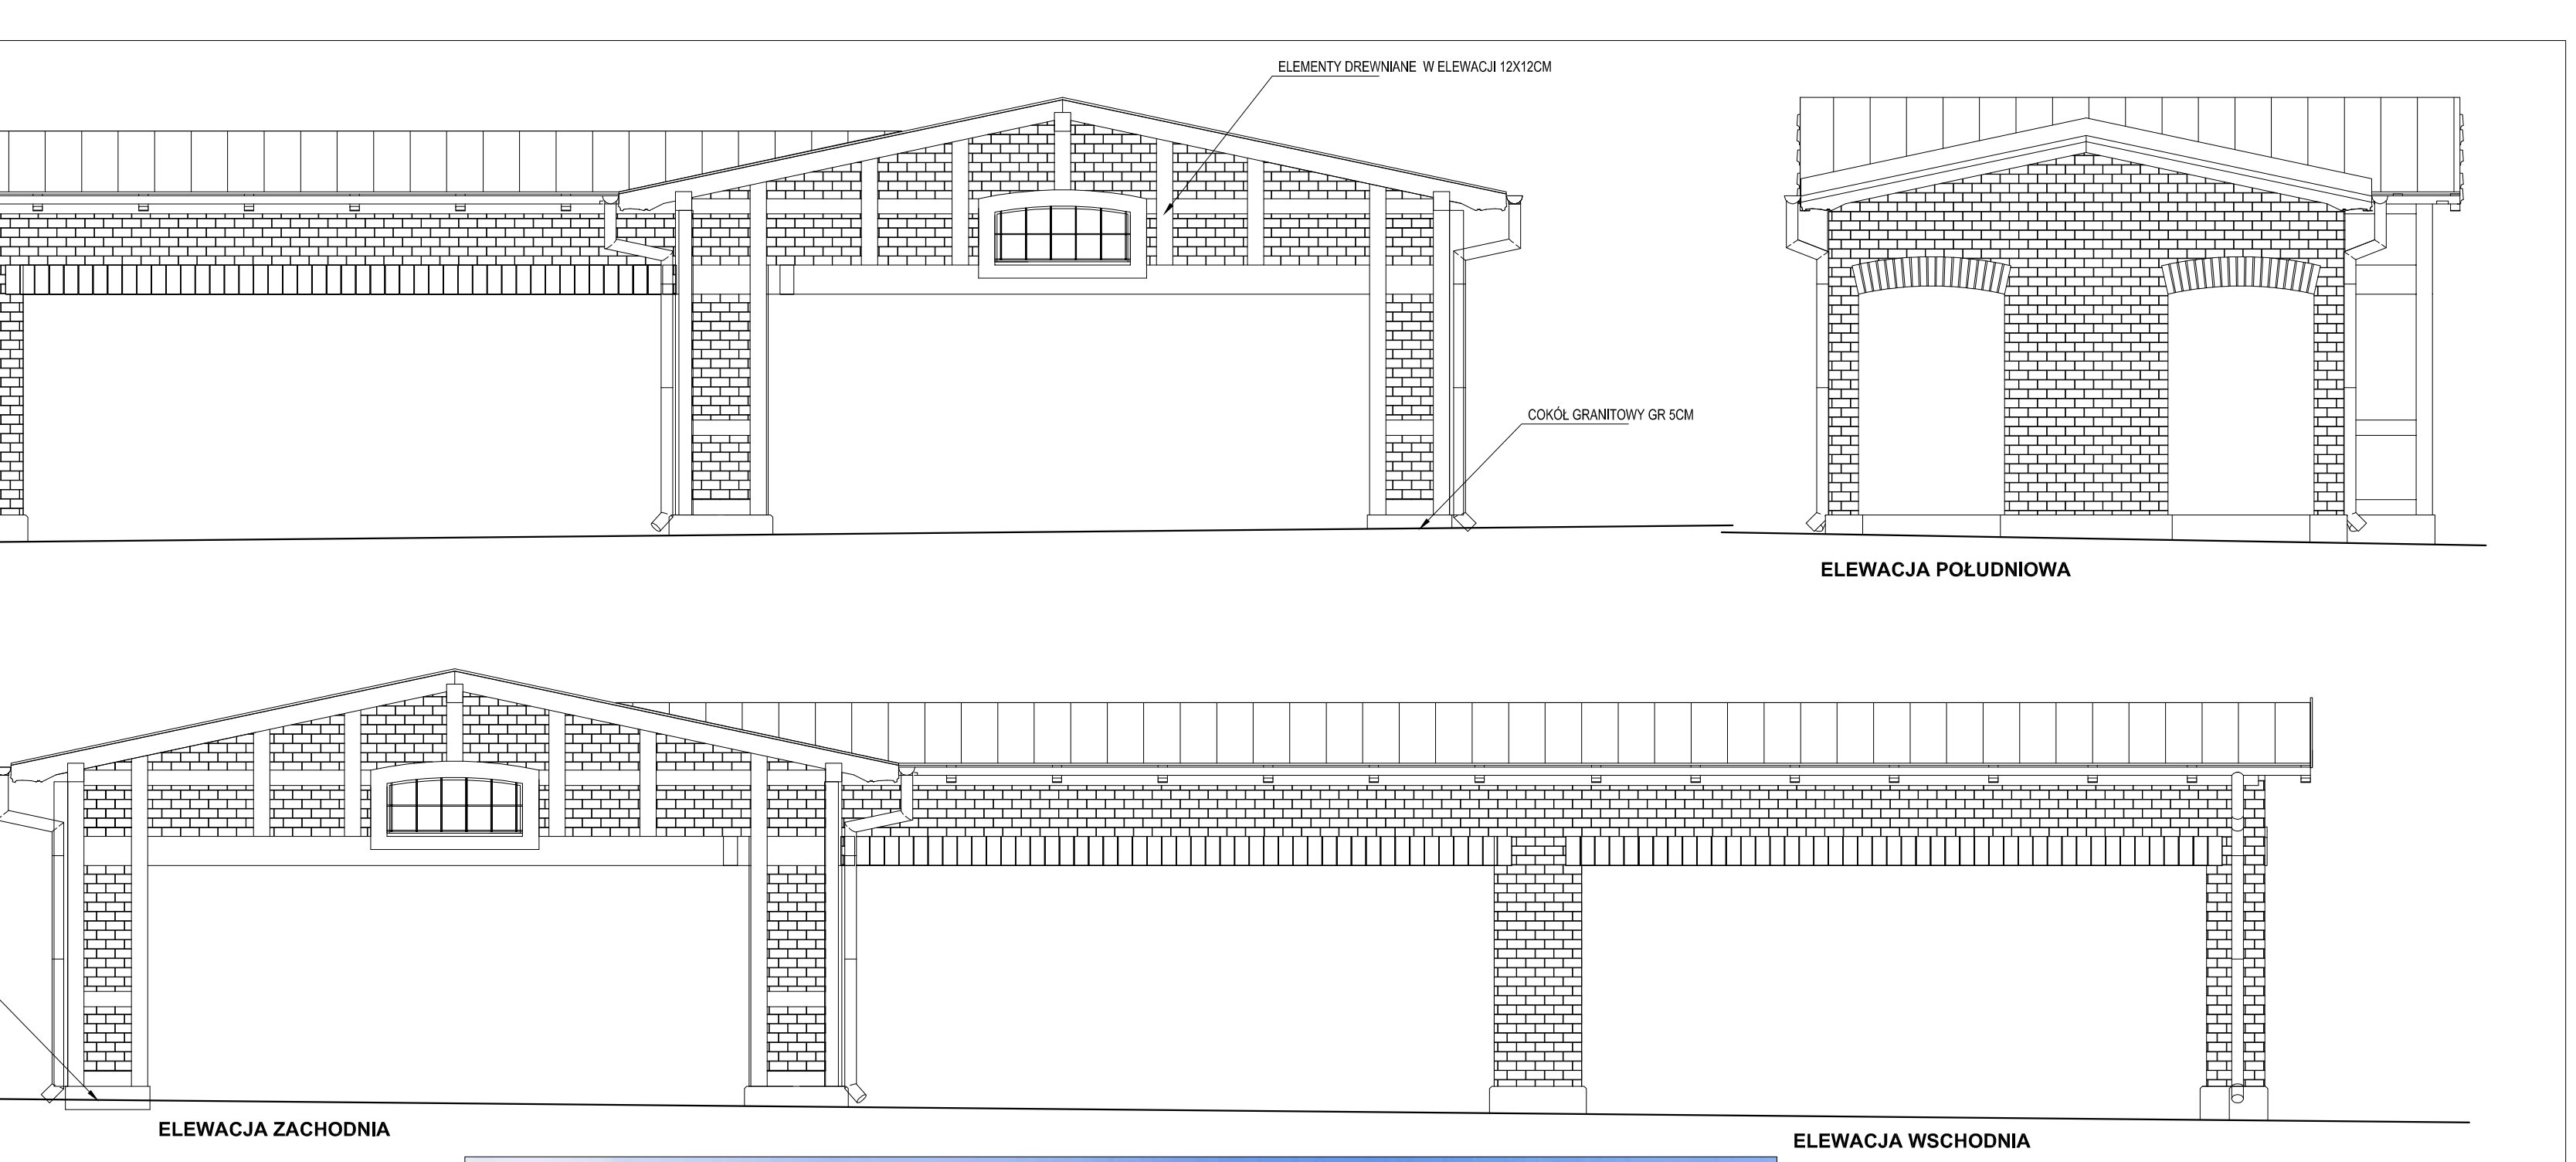 ELEMENTY DREWNIANE W ELEWACJI 12X12CM
COKÓŁ GRANITOWY GR 5CM
ELEWACJA POŁUDNIOWA
ELEWACJA ZACHODNIA
ELEWACJA WSCHODNIA